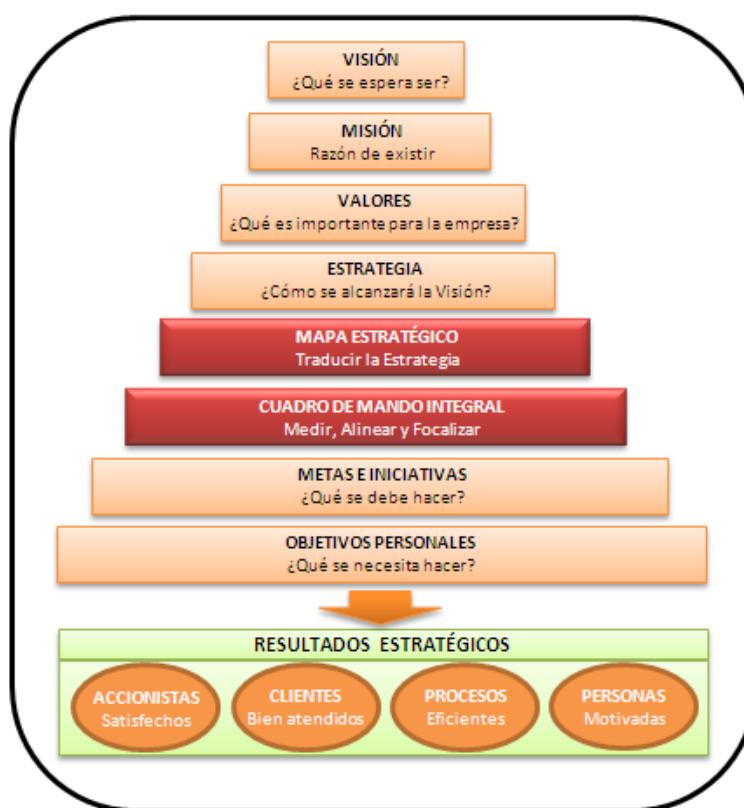 VISIÓN
¿Qué se espera ser?
MISIÓN
Razón de existir
VALORES
¿Qué es importante para la empresa?
ESTRATEGIA
¿Cómo se alcanzará la Visión?
MAPA ESTRATÉGICO
Traducir la Estrategia
CUADRO DE MANDO INTEGRAL
Medir, Alinear y Focalizar
METAS E INICIATIVAS
¿Qué se debe hacer?
OBJETIVOS PERSONALES
¿Qué se necesita hacer?
RESULTADOS ESTRATÉGICOS
ACCIONISTAS
Satisfechos
CLIENTES
Bien atendidos
PROCESOS
Eficientes
PERSONAS
Motivadas